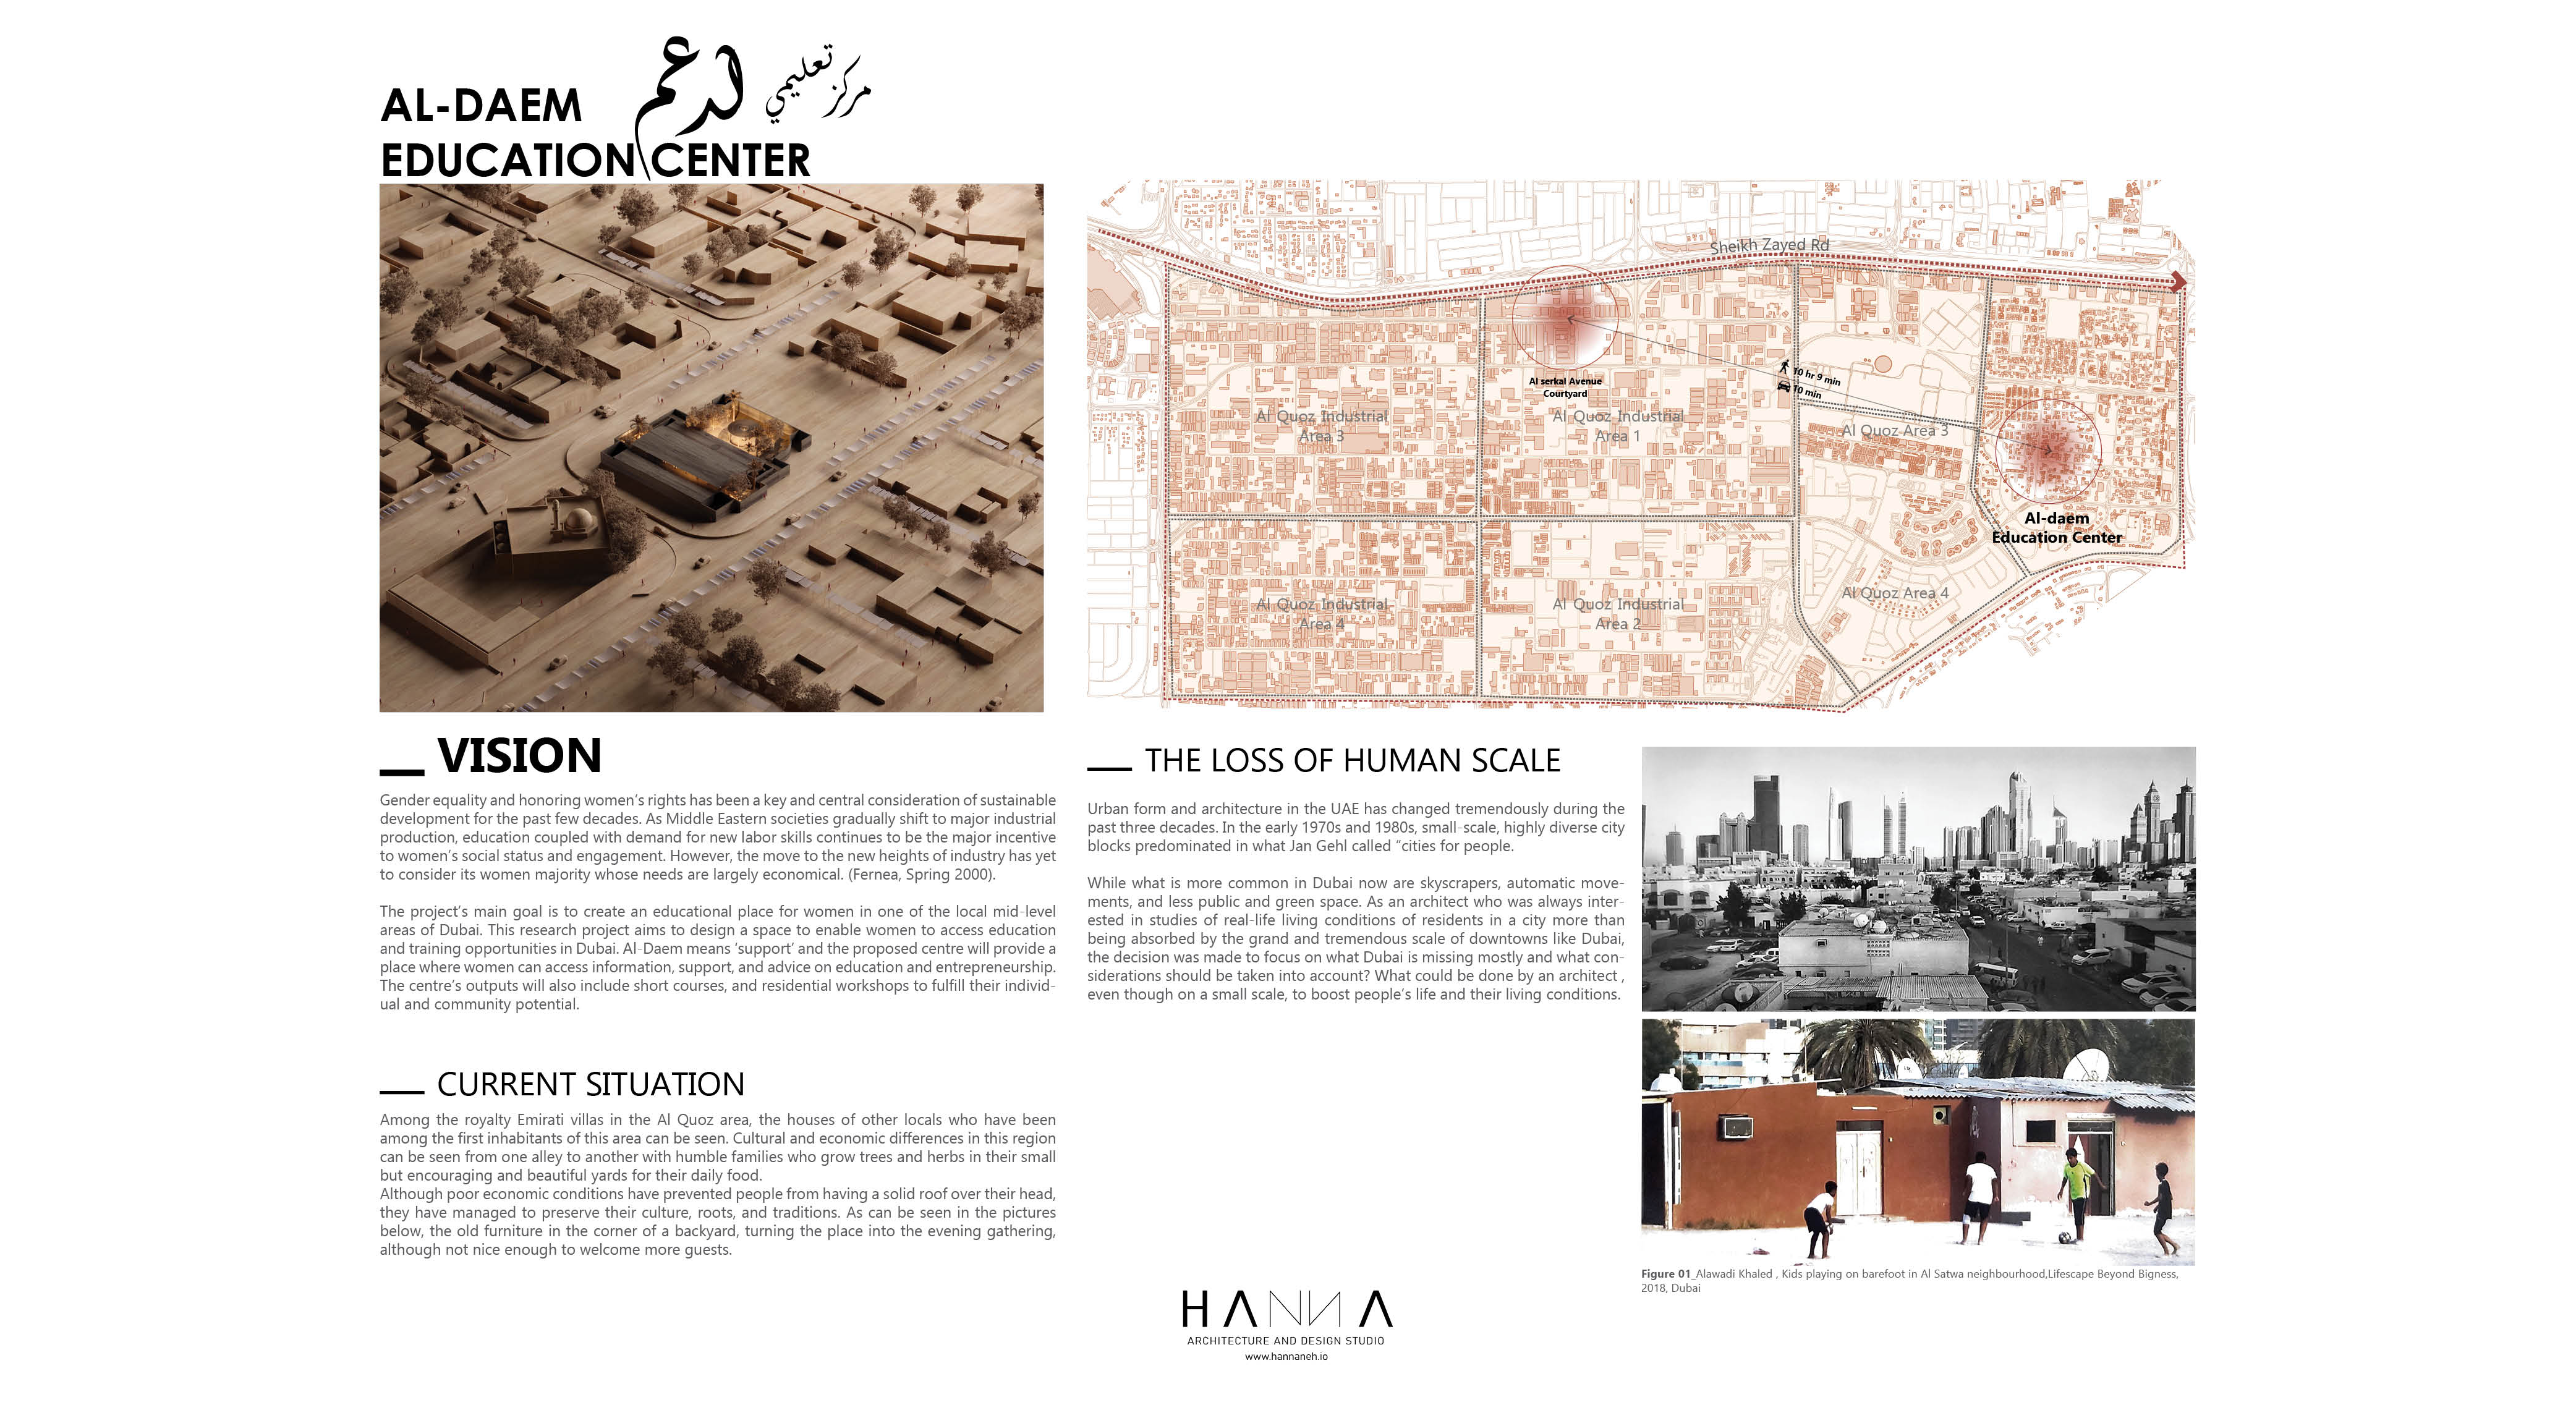 AL-DAEM
EDUCATION CENTER
لدعم
مركز تعليمي
Sheikh Zayed Rd
Al serkal Avenue
Courtyard
10 hr 9 min
10 min
Al Quoz Industrial
Area 3
Al Quoz Industrial
Area 1
Al Quoz Area 3
Al-daem
Education Center
Al Quoz Industrial
Area 4
Al Quoz Industrial
Area 2
Al Quoz Area 4
VISION
Gender equality and honoring women's rights has been a key and central consideration of sustainable
development for the past few decades. As Middle Eastern societies gradually shift to major industrial
production, education coupled with demand for new labor skills continues to be the major incentive
to women's social status and engagement. However, the move to the new heights of industry has yet
to consider its women majority whose needs are largely economical. (Fernea, Spring 2000).
The project's main goal is to create an educational place for women in one of the local mid-level
areas of Dubai. This research project aims to design a space to enable women to access education
and training opportunities in Dubai. Al-Daem means 'support' and the proposed centre will provide a
place where women can access information, support, and advice on education and entrepreneurship.
The centre's outputs will also include short courses, and residential workshops to fulfill their individ-
ual and community potential.
CURRENT SITUATION
Among the royalty Emirati villas in the Al Quoz area, the houses of other locals who have been
among the first inhabitants of this area can be seen. Cultural and economic differences in this region
can be seen from one alley to another with humble families who grow trees and herbs in their small
but encouraging and beautiful yards for their daily food.
Although poor economic conditions have prevented people from having a solid roof over their head,
they have managed to preserve their culture, roots, and traditions. As can be seen in the pictures
below, the old furniture in the corner of a backyard, turning the place into the evening gathering,
although not nice enough to welcome more guests.
THE LOSS OF HUMAN SCALE
Urban form and architecture in the UAE has changed tremendously during the
past three decades. In the early 1970s and 1980s, small-scale, highly diverse city
blocks predominated in what Jan Gehl called "cities for people.
While what is more common in Dubai now are skyscrapers, automatic move-
ments, and less public and green space. As an architect who was always inter-
ested in studies of real-life living conditions of residents in a city more than
being absorbed by the grand and tremendous scale of downtowns like Dubai,
the decision was made to focus on what Dubai is missing mostly and what con-
siderations should be taken into account? What could be done by an architect ,
even though on a small scale, to boost people's life and their living conditions.
Figure 01_Alawadi Khaled , Kids playing on barefoot in Al Satwa neighbourhood,Lifescape Beyond Bigness,
2018, Dubai
HANNA
ARCHITECTURE AND DESIGN STUDIO
www.hannaneh.io